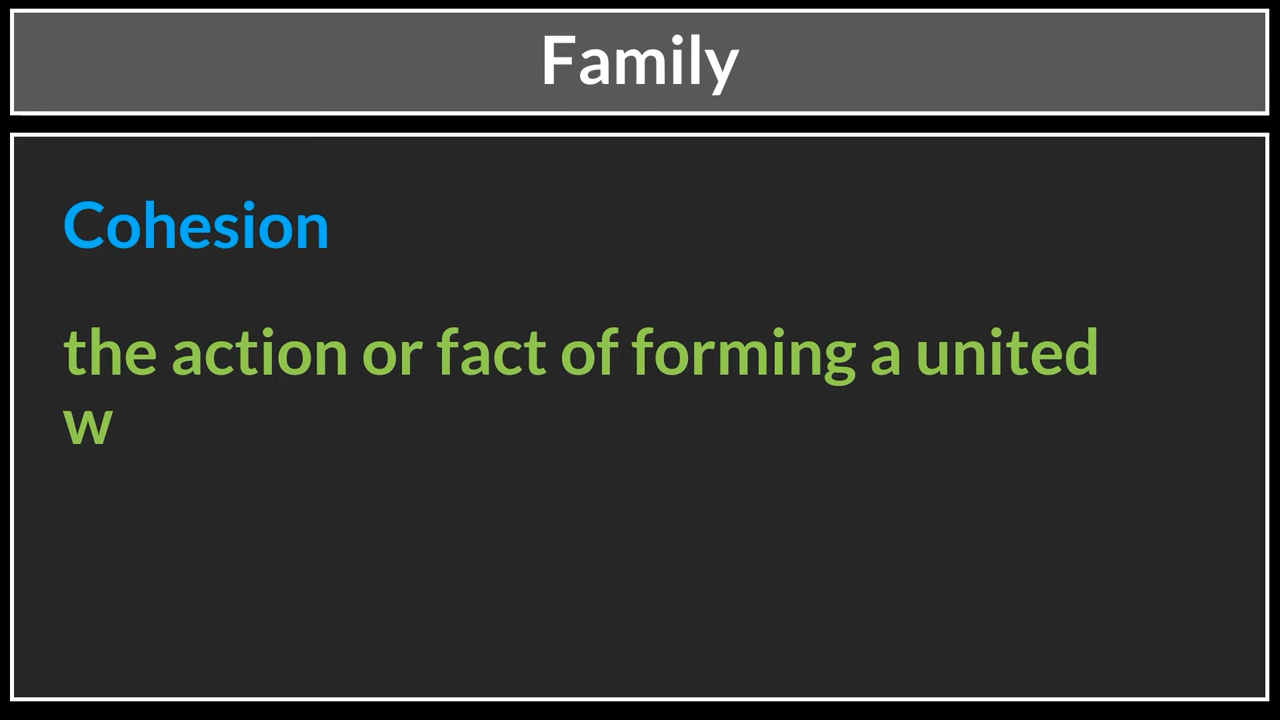 Family
Cohesion
the action or fact of forming a united
w